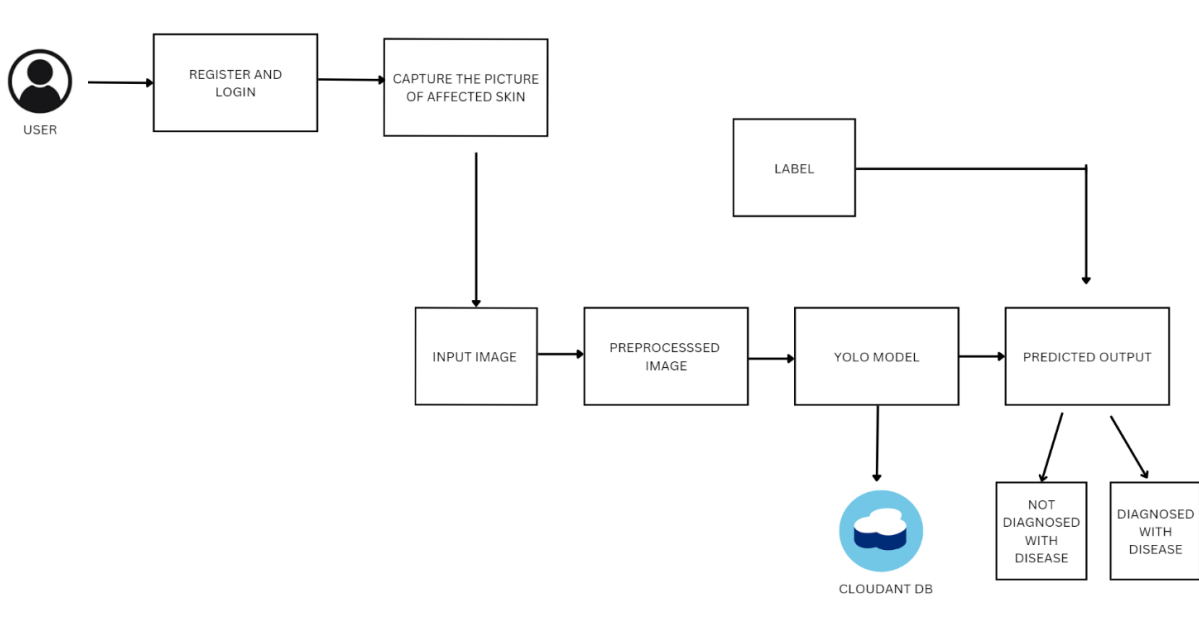 USER
REGISTER AND
LOGIN
CAPTURE THE PICTURE
OF AFFECTED SKIN
LABEL
INPUT IMAGE
PREPROCESSSED
IMAGE
YOLO MODEL
PREDICTED OUTPUT
CLOUDANT DB
NOT
DIAGNOSED
WITH
DISEASE
DIAGNOSED
WITH
DISEASE